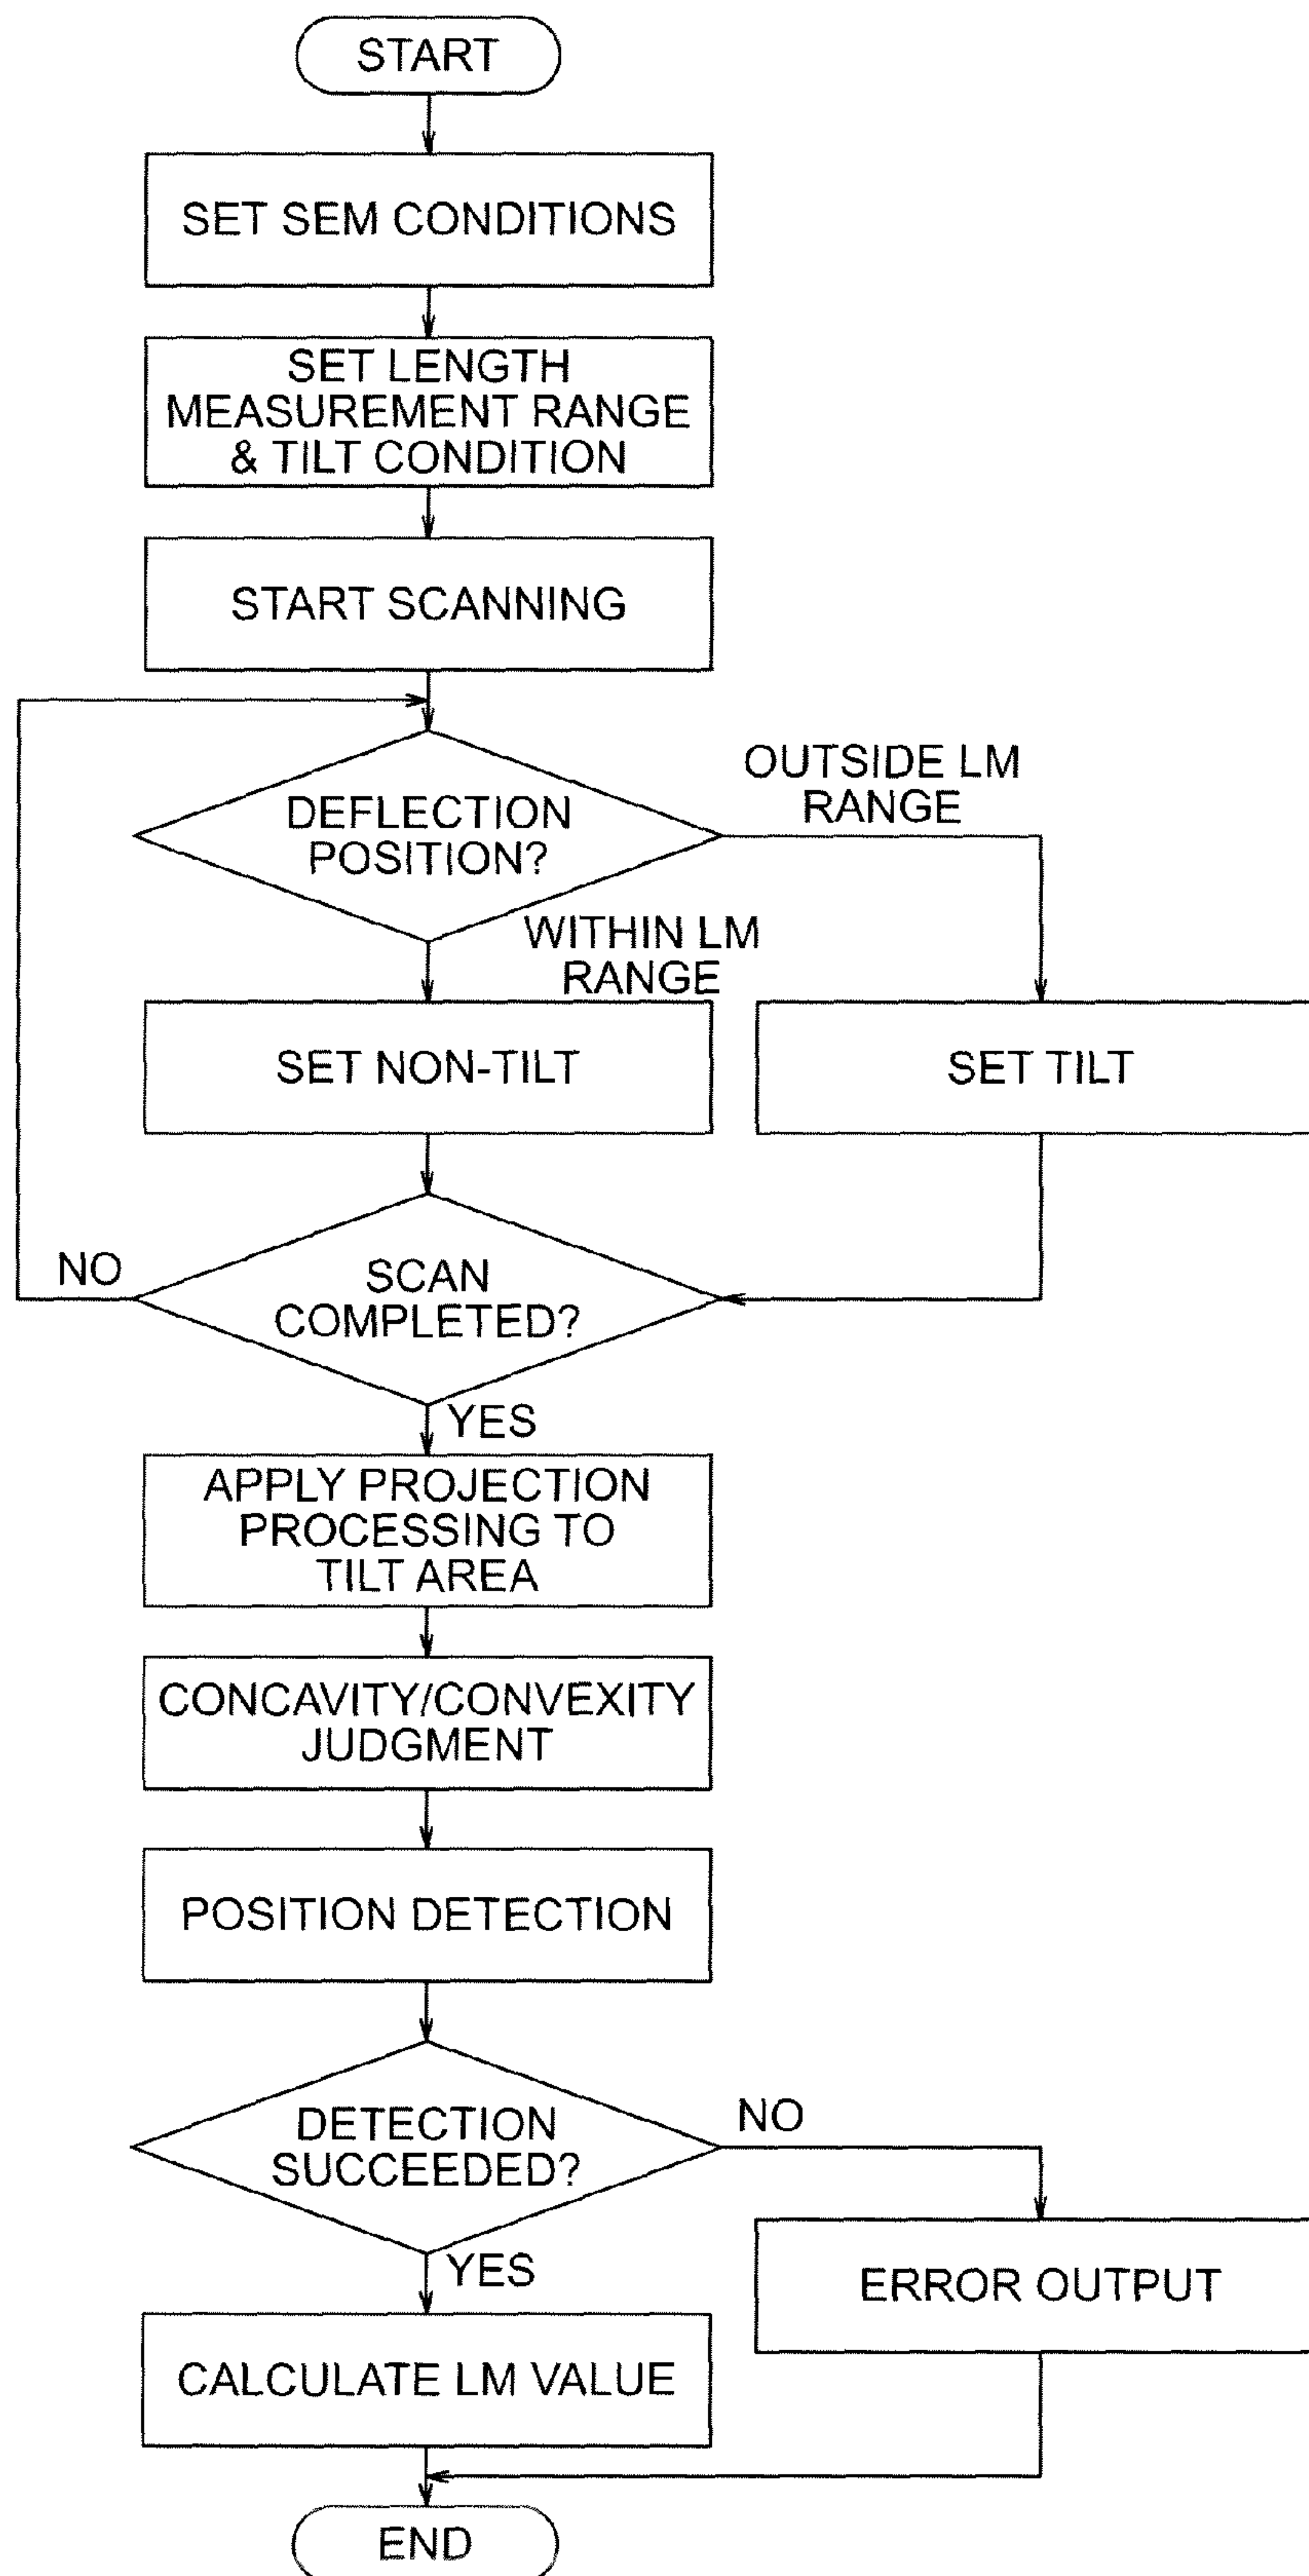 START
SET SEM CONDITIONS
SET LENGTH
MEASUREMENT RANGE
& TILT CONDITION
START SCANNING
DEFLECTION
POSITION?
OUTSIDE LM
RANGE
WITHIN LM
RANGE
SET NON-TILT
SET TILT
SCAN
COMPLETED?
NO
YES
APPLY PROJECTION
PROCESSING TO
TILT AREA
CONCAVITY/CONVEXITY
JUDGMENT
POSITION DETECTION
DETECTION
SUCCEEDED?
NO
YES
ERROR OUTPUT
CALCULATE LM VALUE
END